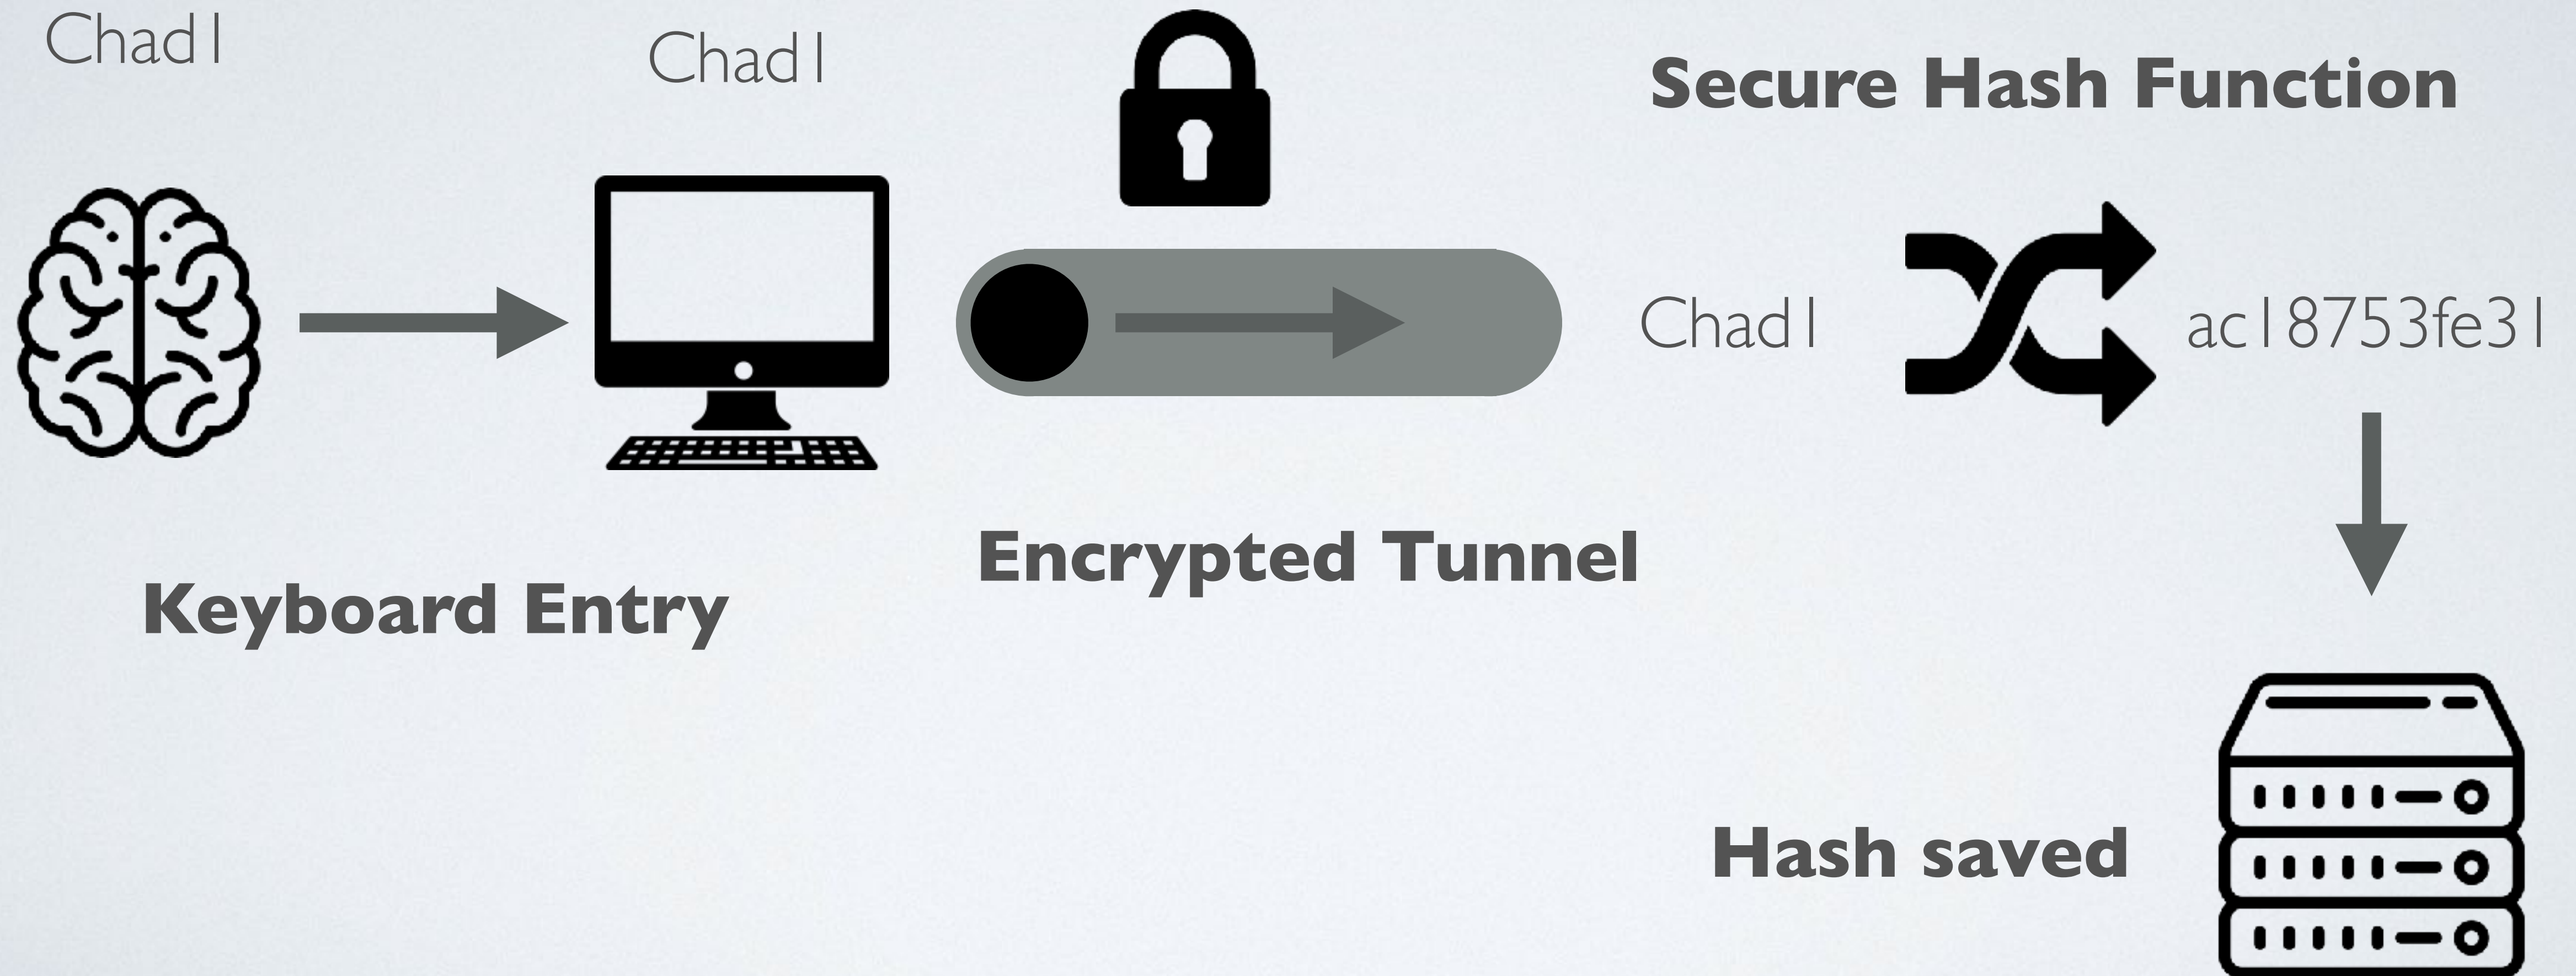 Chad1
Chad1
Secure Hash Function
Chad1
ac18753fe31
Encrypted Tunnel
Keyboard Entry
Hash saved